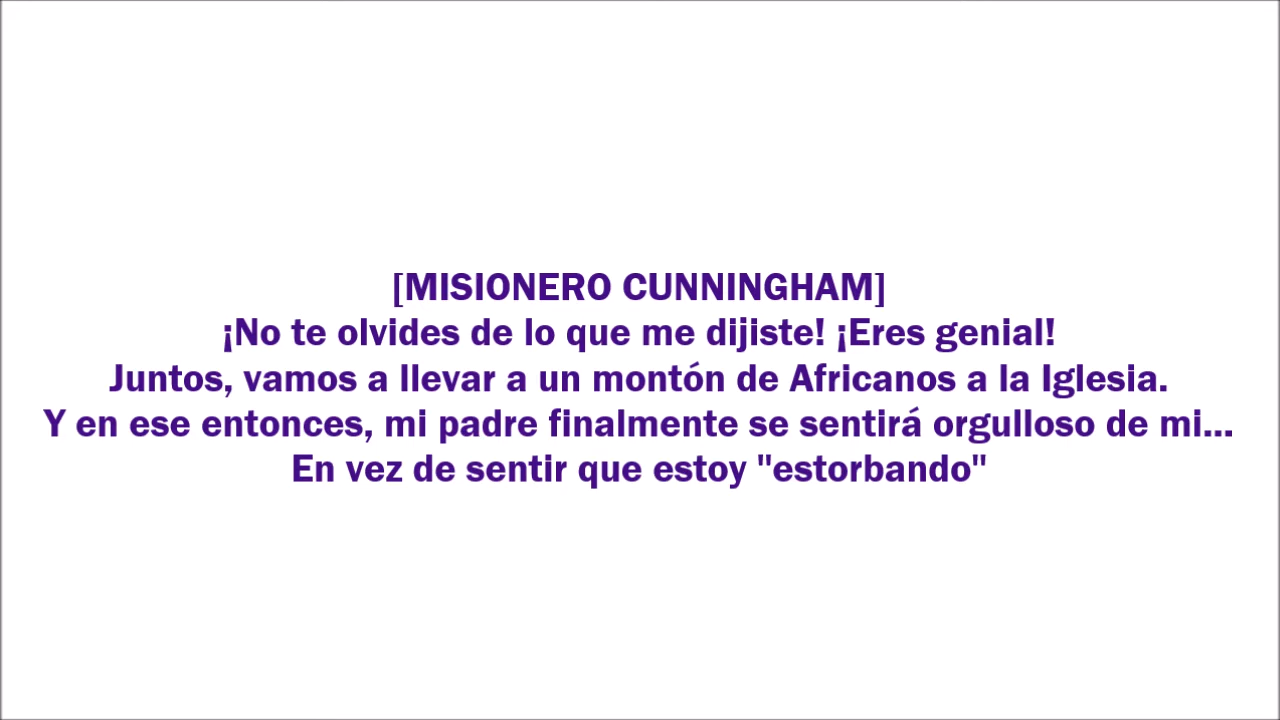 [MISIONERO CUNNINGHAM]
¡No te olvides de lo que me dijiste! ¡Eres genial!
Juntos, vamos a llevar a un montón de Africanos a la Iglesia.
Y en ese entonces, mi padre finalmente se sentirá orgulloso de mi...
En vez de sentir que estoy "estorbando"